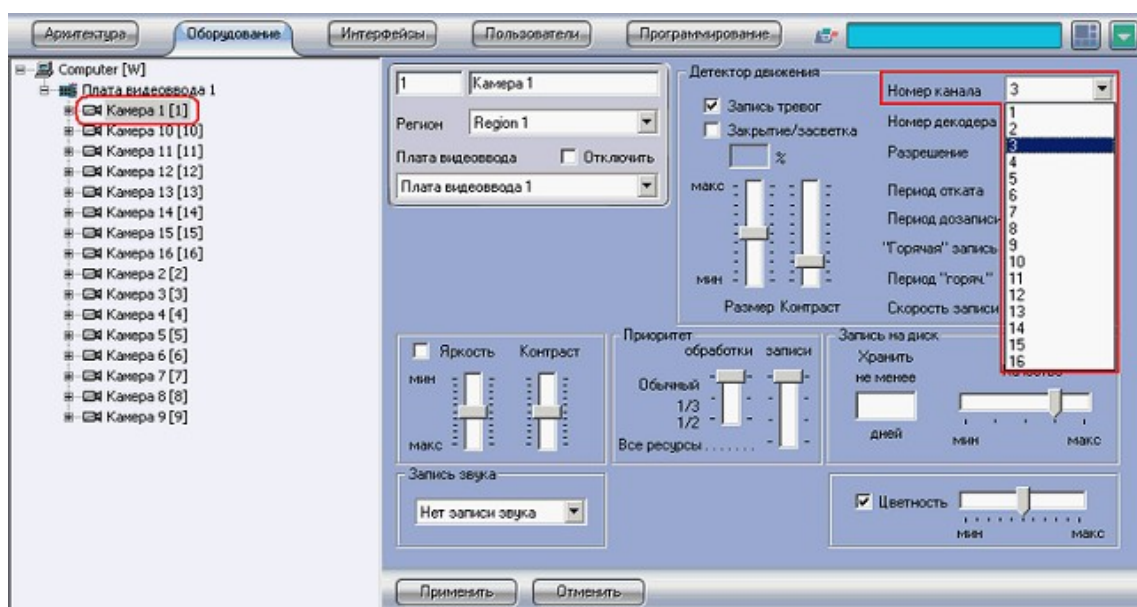 Архитектура Оборудование Интерфейсы Пользователи Программирование
Computer [W]
Плата видеоввода 1
Камера 1 [1]
Камера 10 [10]
Камера 11 [11]
Камера 12 [12]
Камера 13 [13]
Камера 14 [14]
Камера 15 [15]
Камера 16 [16]
Камера 2 [2]
Камера 3 [3]
Камера 4 [4]
Камера 5 [5]
Камера 6 [6]
Камера 7 [7]
Камера 8 [8]
Камера 9 [9]
1 Камера 1
Регион Region 1
Плата видеоввода Отключить
Плата видеоввода 1
Детектор движения
Запись тревог
Закрытие/засветка
%
макс
мин
Размер Контраст
Номер канала 3
Номер декодера
Разрешение
Период отката
Период дозаписи
"Горячая" запись
Период "горяч."
Скорость записи
1
2
3
4
5
6
7
8
9
10
11
12
13
14
15
16
Яркость Контраст
мин
макс
Приоритет
обработки записи
Обычный
1/3
1/2
Все ресурсы.......
Запись на диск
Хранить
не менее
дней
Качество
мин макс
Запись звука
Нет записи звука
Цветность
мин макс
Применить Отменить